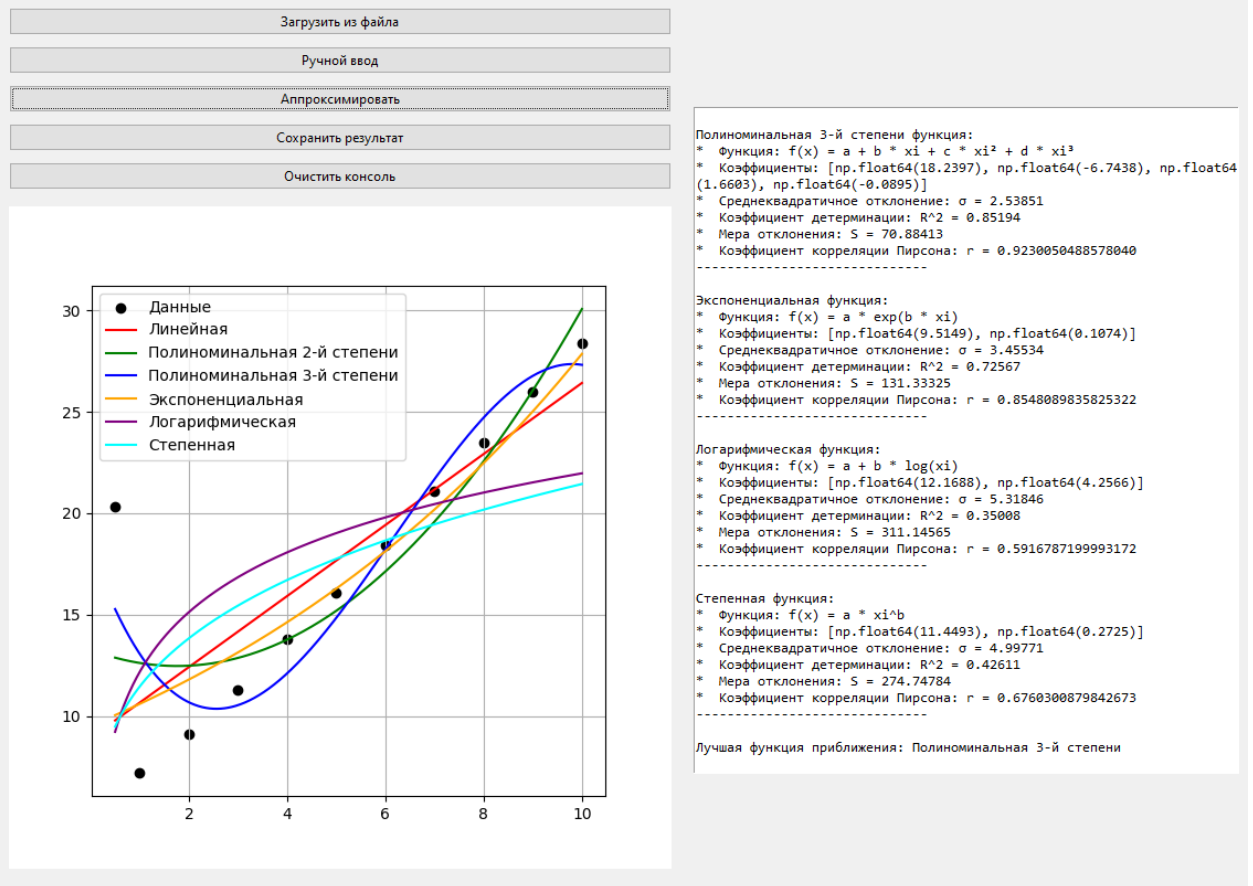 Загрузить из файла
Ручной ввод
Аппроксимировать
Сохранить результат
Очистить консоль
Данные
Линейная
Полиноминальная 2-й степени
Полиноминальная 3-й степени
Экспоненциальная
Логарифмическая
Степенная
30
25
20
15
10
2 4 6 8 10
Полиноминальная 3-й степени функция:
*  Функция: f(x) = a + b * xi + c * xi² + d * xi³
*  Коэффициенты: [np.float64(18.2397), np.float64(-6.7438), np.float64
(1.6603), np.float64(-0.0895)]
*  Среднеквадратичное отклонение: σ = 2.53851
*  Коэффициент детерминации: R^2 = 0.85194
*  Мера отклонения: S = 70.88413
*  Коэффициент корреляции Пирсона: r = 0.9230050488578040
------------------------------
Экспоненциальная функция:
*  Функция: f(x) = a * exp(b * xi)
*  Коэффициенты: [np.float64(9.5149), np.float64(0.1074)]
*  Среднеквадратичное отклонение: σ = 3.45534
*  Коэффициент детерминации: R^2 = 0.72567
*  Мера отклонения: S = 131.33325
*  Коэффициент корреляции Пирсона: r = 0.8548089835825322
------------------------------
Логарифмическая функция:
*  Функция: f(x) = a + b * log(xi)
*  Коэффициенты: [np.float64(12.1688), np.float64(4.2566)]
*  Среднеквадратичное отклонение: σ = 5.31846
*  Коэффициент детерминации: R^2 = 0.35008
*  Мера отклонения: S = 311.14565
*  Коэффициент корреляции Пирсона: r = 0.5916787199993172
------------------------------
Степенная функция:
*  Функция: f(x) = a * xi^b
*  Коэффициенты: [np.float64(11.4493), np.float64(0.2725)]
*  Среднеквадратичное отклонение: σ = 4.99771
*  Коэффициент детерминации: R^2 = 0.42611
*  Мера отклонения: S = 274.74784
*  Коэффициент корреляции Пирсона: r = 0.6760300879842673
------------------------------
Лучшая функция приближения: Полиноминальная 3-й степени